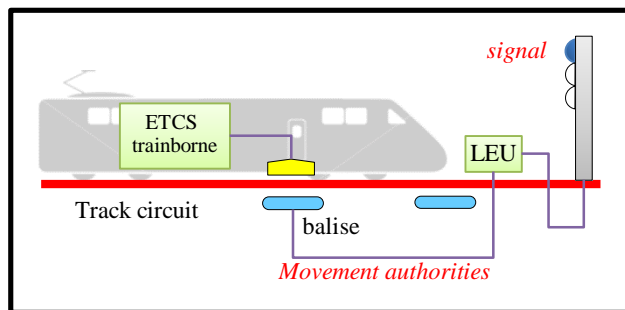 signal
ETCS
trainborne
LEU
Track circuit
balise
Movement authorities